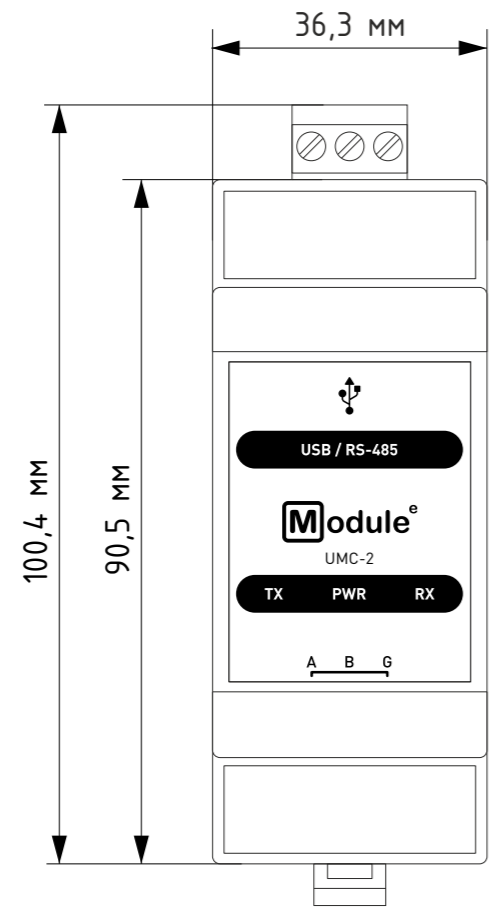 36,3 мм
100,4 мм
90,5 мм
USB / RS-485
Module e
UMC-2
TX PWR RX
A B G